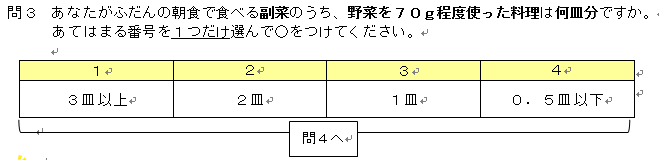 問３　あなたがふだんの朝食で食べる副菜のうち、野菜を７０ｇ程度使った料理は何皿分ですか。
あてはまる番号を１つだけ選んで○をつけてください。
１　２　３　４
３皿以上　２皿　１皿　０．５皿以下
問４へ